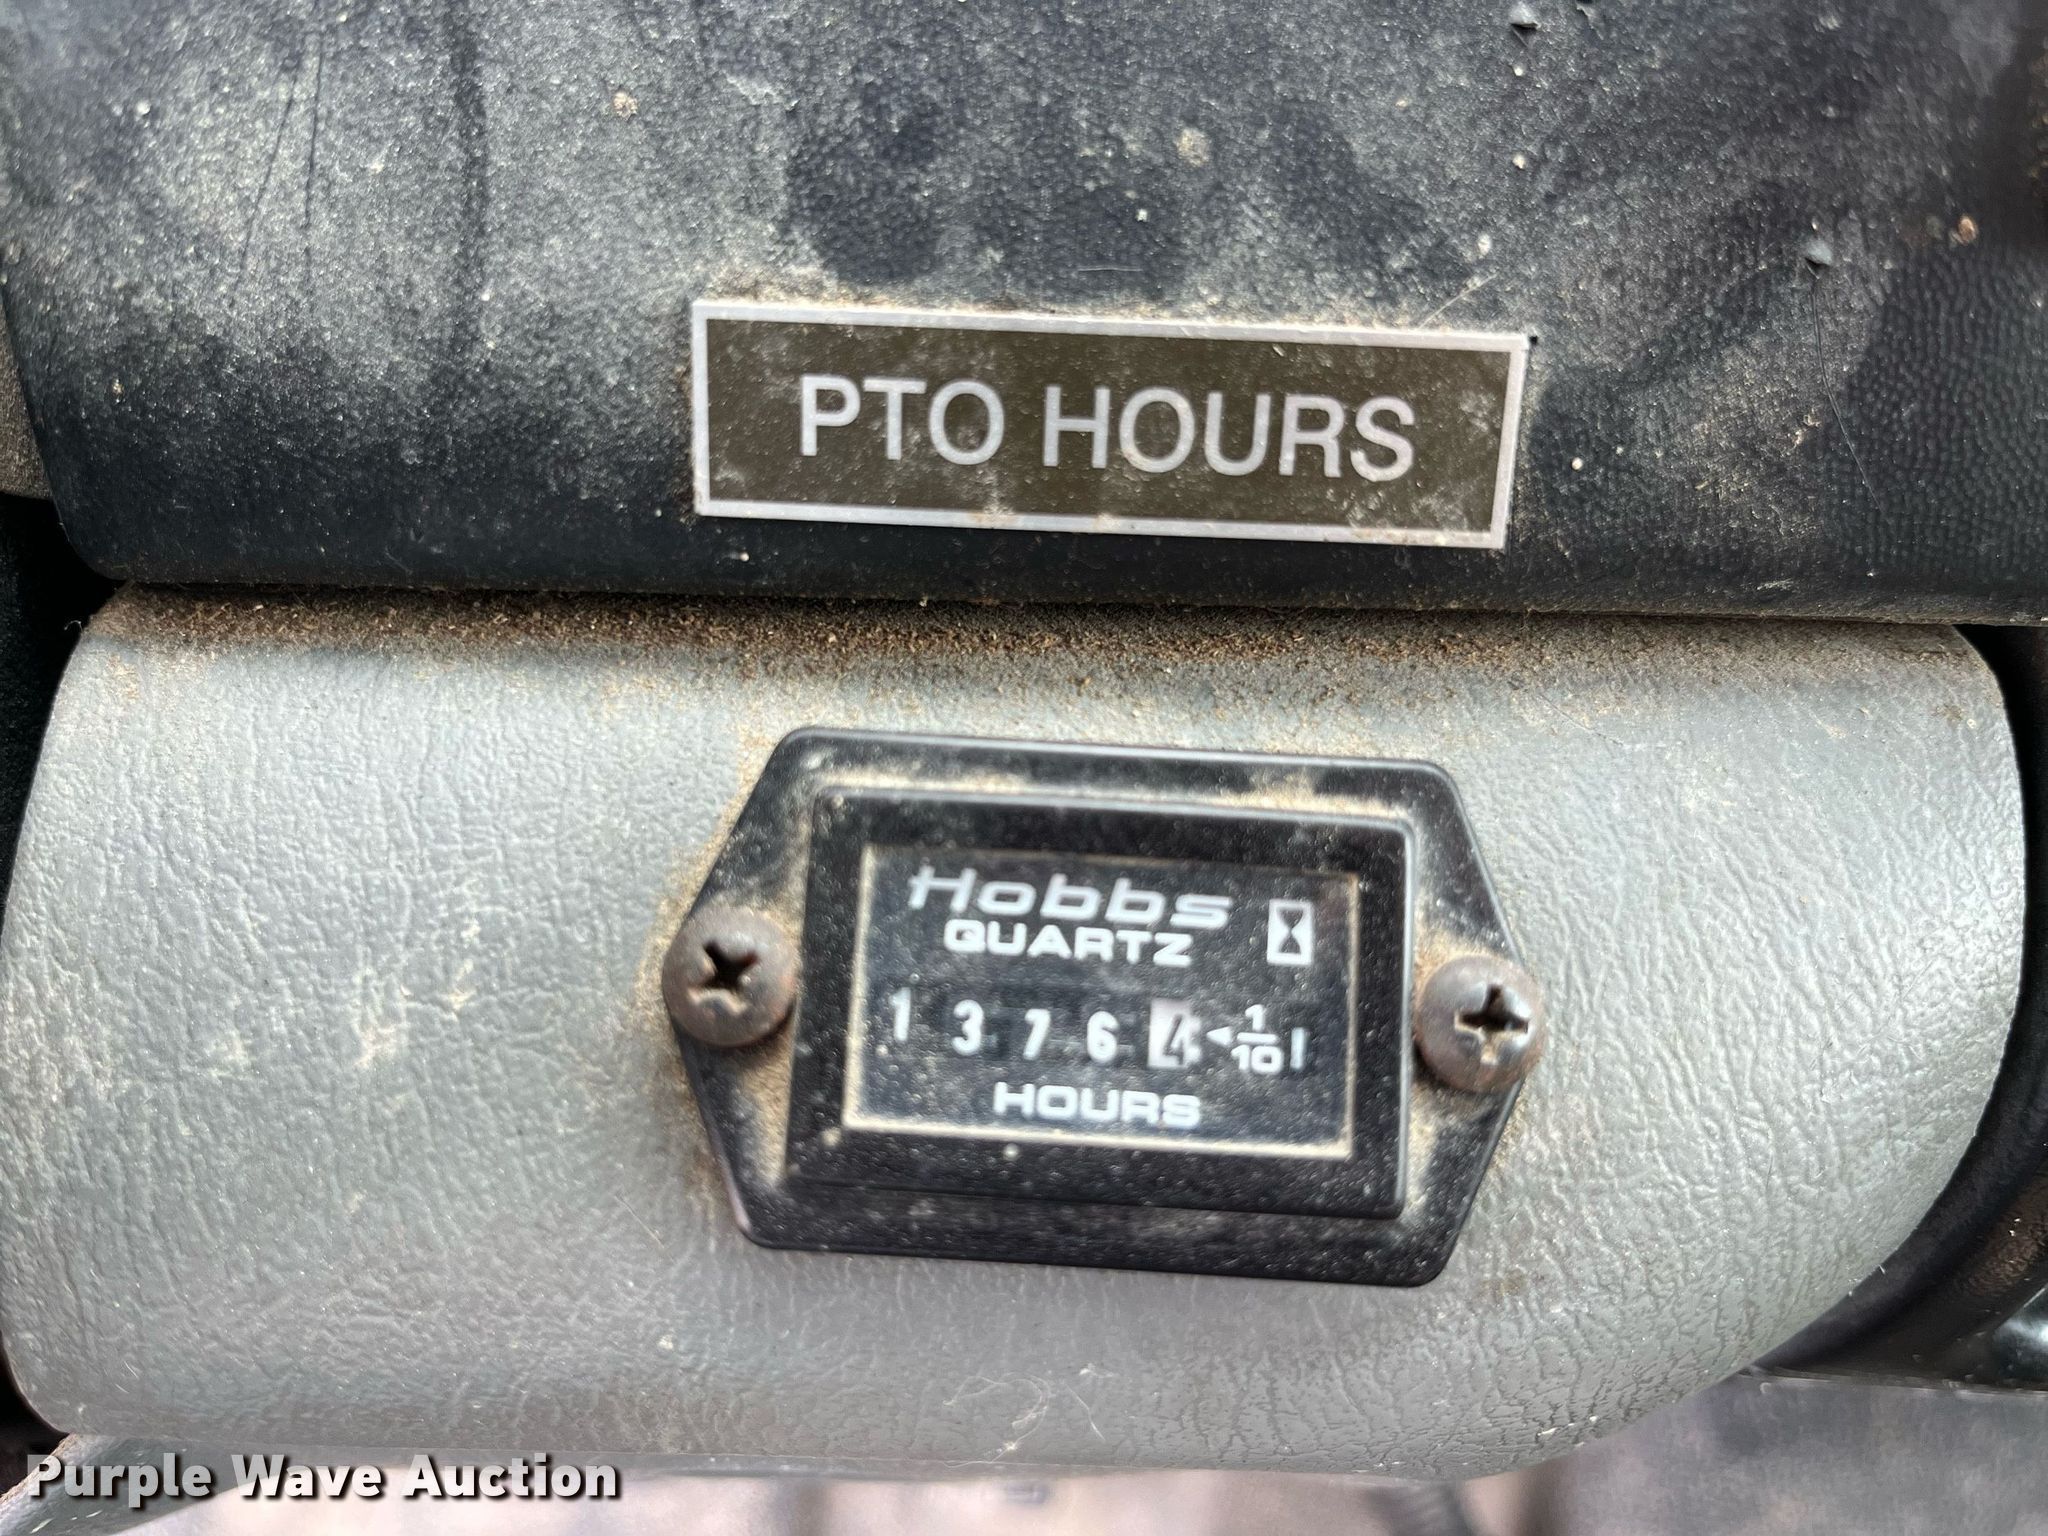 PTO HOURS
Hobbs
QUARTZ
1 3 7 6 4 ◄ 1/10
HOURS
Purple Wave Auction